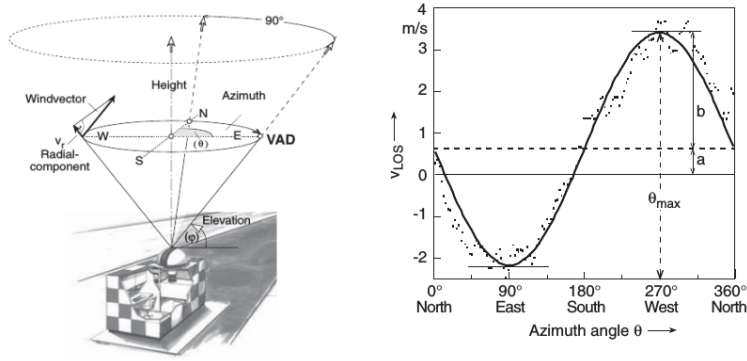 90°
Height
Windvector
Azimuth
N
W
(θ)
E
VAD
v_r
Radial-
component
S
Elevation
(φ)
4
m/s
3
2
1
0
-1
-2
v_LOS
b
a
θ_max
0° 90° 180° 270° 360°
North East South West North
Azimuth angle θ